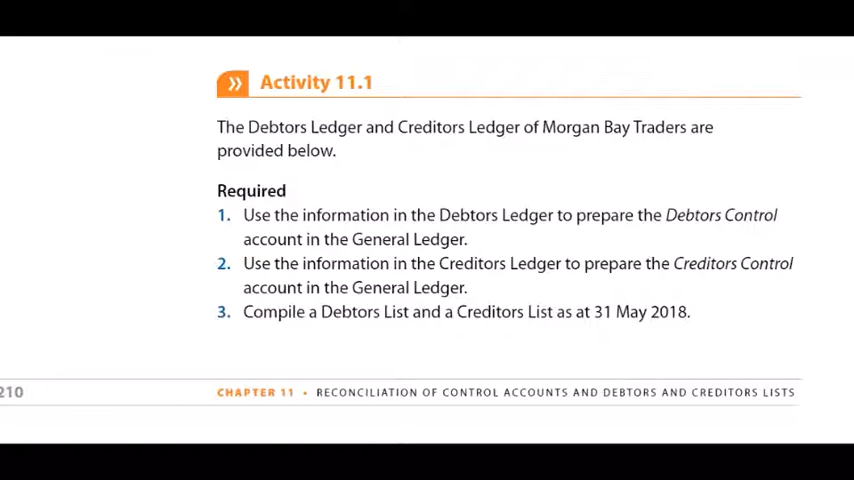 » Activity 11.1
The Debtors Ledger and Creditors Ledger of Morgan Bay Traders are
provided below.
Required
1. Use the information in the Debtors Ledger to prepare the Debtors Control
account in the General Ledger.
2. Use the information in the Creditors Ledger to prepare the Creditors Control
account in the General Ledger.
3. Compile a Debtors List and a Creditors List as at 31 May 2018.
210 CHAPTER 11 • RECONCILIATION OF CONTROL ACCOUNTS AND DEBTORS AND CREDITORS LISTS